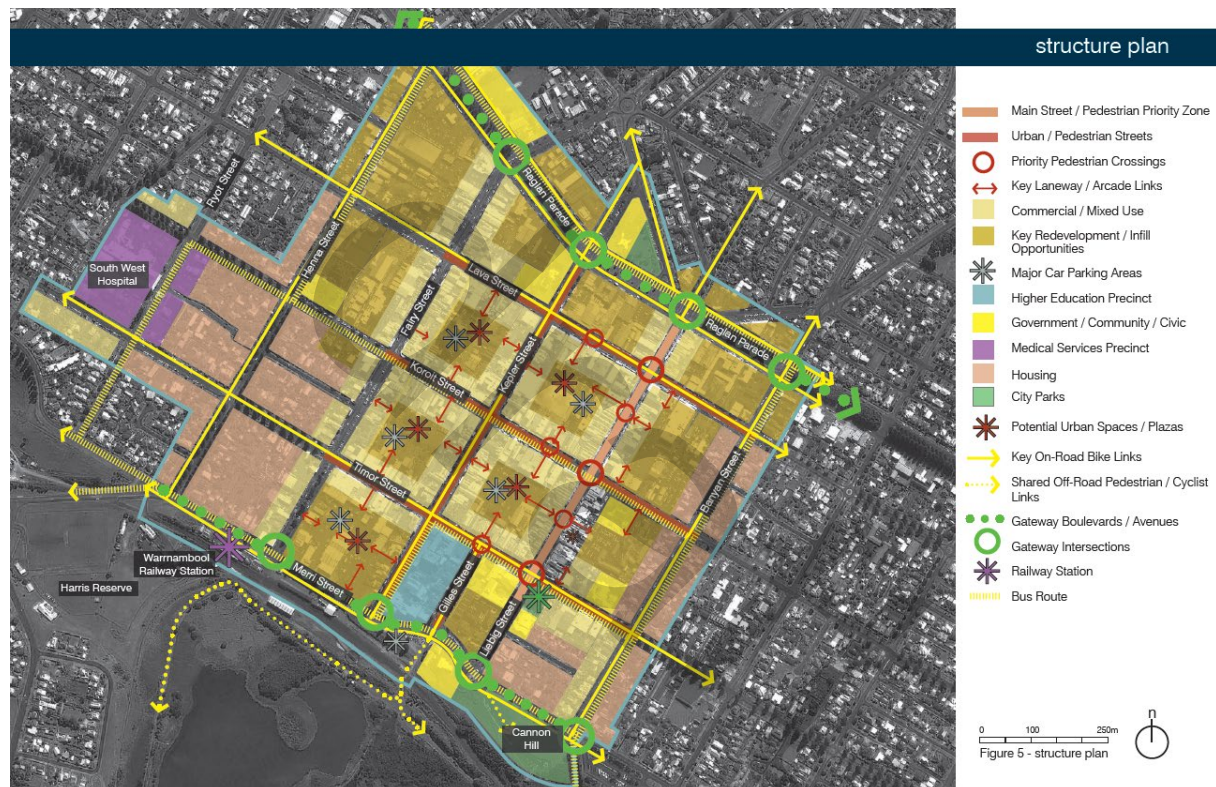 structure plan
Main Street / Pedestrian Priority Zone
Urban / Pedestrian Streets
Priority Pedestrian Crossings
Key Laneway / Arcade Links
Commercial / Mixed Use
Key Redevelopment / Infill
Opportunities
Major Car Parking Areas
Higher Education Precinct
Government / Community / Civic
Medical Services Precinct
Housing
City Parks
Potential Urban Spaces / Plazas
Key On-Road Bike Links
Shared Off-Road Pedestrian / Cyclist
Links
Gateway Boulevards / Avenues
Gateway Intersections
Railway Station
Bus Route
Ryot Street
Raglan Parade
Henna Street
South West
Hospital
Lava Street
Fairy Street
Raglan Parade
Kepler Street
Koroit Street
Timor Street
Banyan Street
Warrnambool
Railway Station
Merri Street
Harris Reserve
Gilles Street
Liebig Street
Cannon
Hill
n
0 100 250m
Figure 5 - structure plan